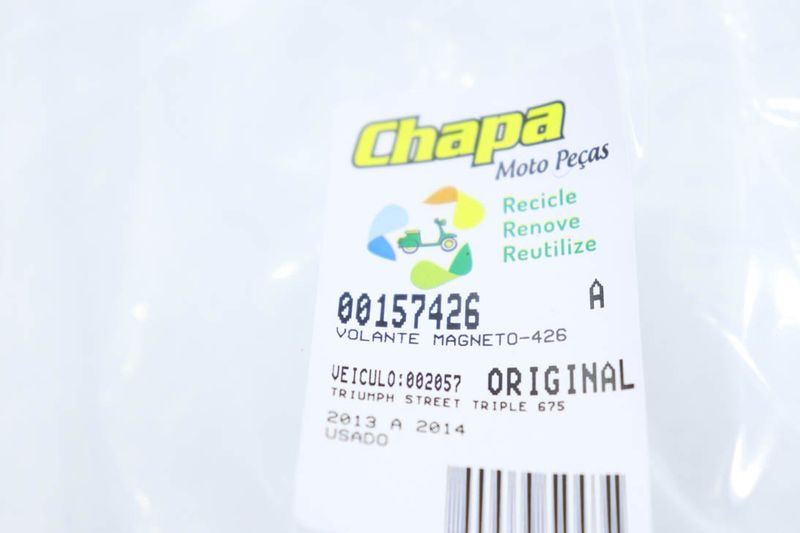 Chapa
Moto Peças
Recicle
Renove
Reutilize
00157426 A
VOLANTE MAGNETO-426
VEICULO:002057 ORIGINAL
TRIUMPH STREET TRIPLE 675
2013 A 2014
USADO